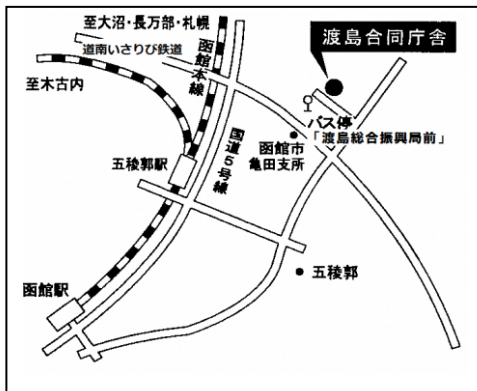 至大沼・長万部・札幌
道南いさりび鉄道
至木古内
函館本線
国道5号線
渡島合同庁舎
バス停
「渡島総合振興局前」
函館市
亀田支所
五稜郭駅
五稜郭
函館駅